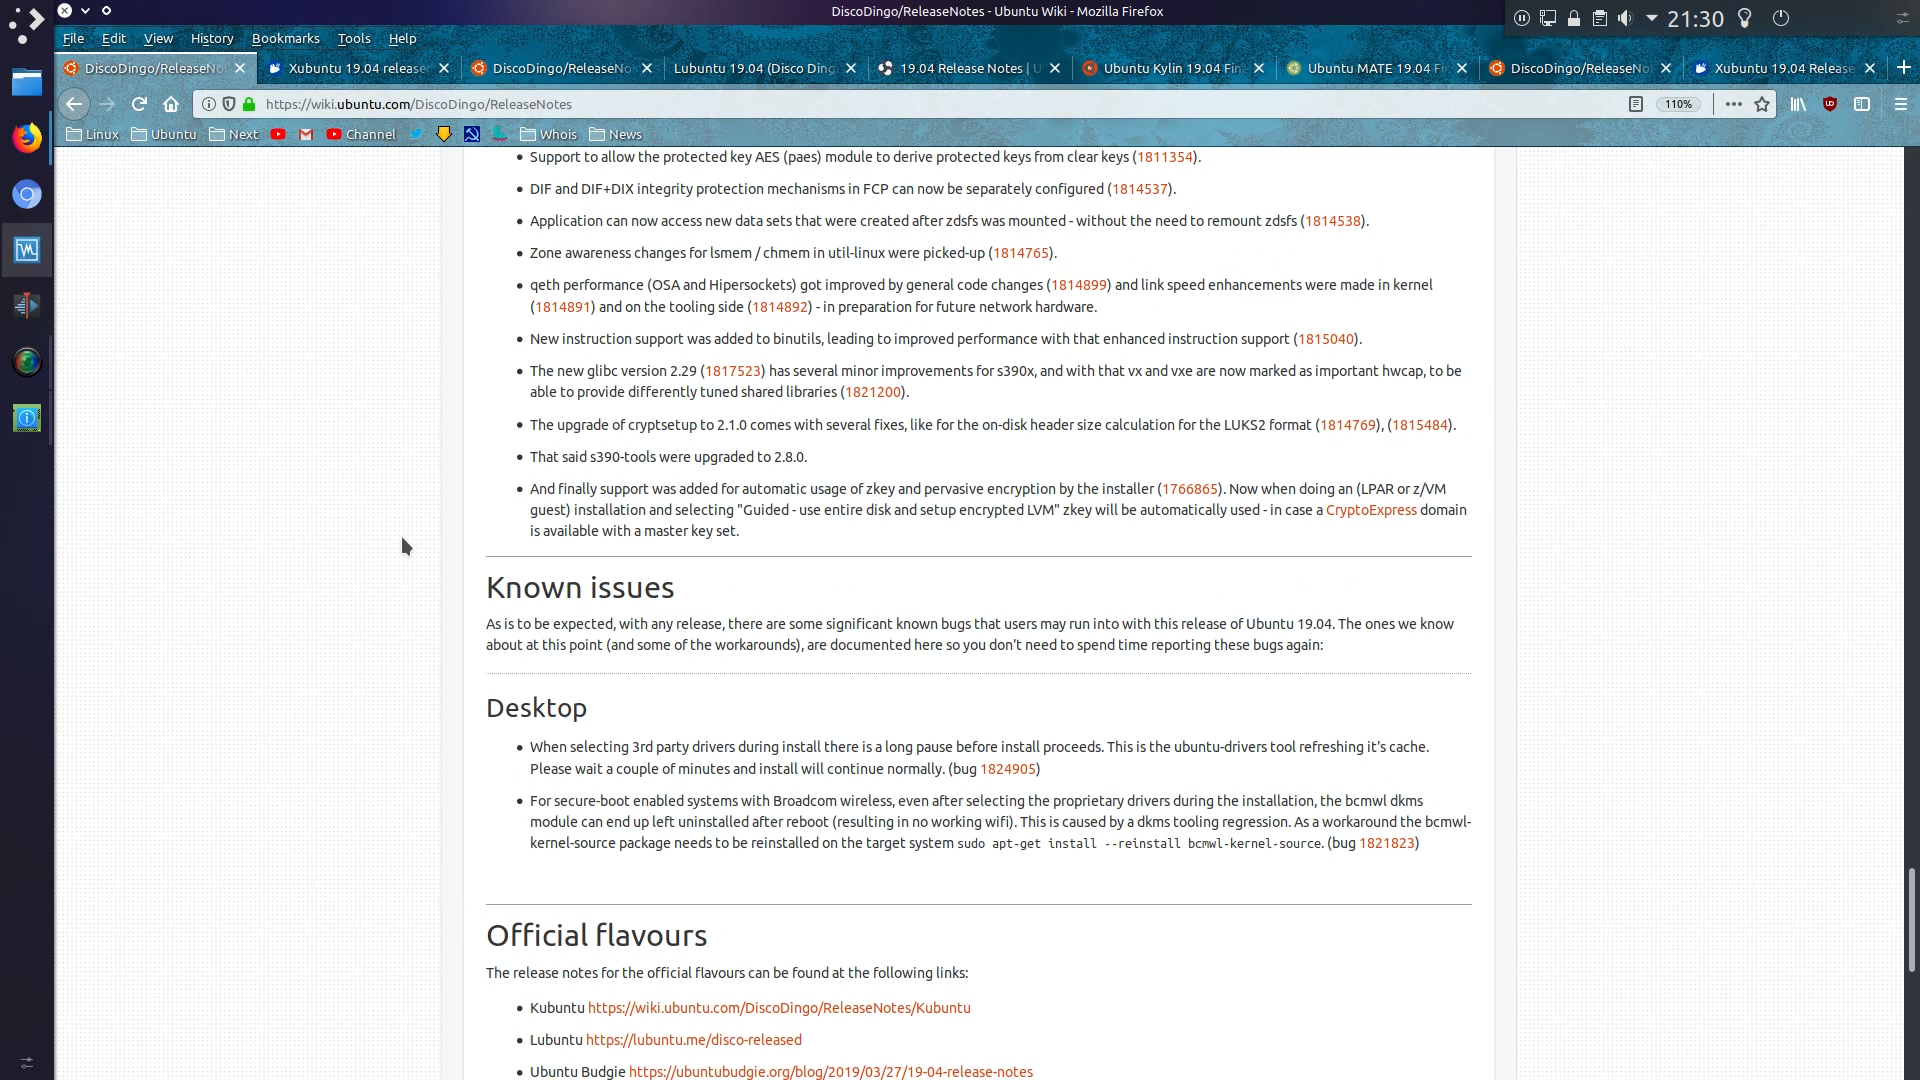 DiscoDingo/ReleaseNotes - Ubuntu Wiki - Mozilla Firefox
21:30
File Edit View History Bookmarks Tools Help
DiscoDingo/ReleaseNo
Xubuntu 19.04 release
DiscoDingo/ReleaseNo
Lubuntu 19.04 (Disco Ding
19.04 Release Notes | U
Ubuntu Kylin 19.04 Fin
Ubuntu MATE 19.04 Fi
DiscoDingo/ReleaseNo
Xubuntu 19.04 Release
https://wiki.ubuntu.com/DiscoDingo/ReleaseNotes
110%
Linux Ubuntu Next Channel Whois News
Support to allow the protected key AES (paes) module to derive protected keys from clear keys (1811354).
DIF and DIF+DIX integrity protection mechanisms in FCP can now be separately configured (1814537).
Application can now access new data sets that were created after zdsfs was mounted - without the need to remount zdsfs (1814538).
Zone awareness changes for lsmem / chmem in util-linux were picked-up (1814765).
qeth performance (OSA and Hipersockets) got improved by general code changes (1814899) and link speed enhancements were made in kernel
(1814891) and on the tooling side (1814892) - in preparation for future network hardware.
New instruction support was added to binutils, leading to improved performance with that enhanced instruction support (1815040).
The new glibc version 2.29 (1817523) has several minor improvements for s390x, and with that vx and vxe are now marked as important hwcap, to be
able to provide differently tuned shared libraries (1821200).
The upgrade of cryptsetup to 2.1.0 comes with several fixes, like for the on-disk header size calculation for the LUKS2 format (1814769), (1815484).
That said s390-tools were upgraded to 2.8.0.
And finally support was added for automatic usage of zkey and pervasive encryption by the installer (1766865). Now when doing an (LPAR or z/VM
guest) installation and selecting "Guided - use entire disk and setup encrypted LVM" zkey will be automatically used - in case a CryptoExpress domain
is available with a master key set.
Known issues
As is to be expected, with any release, there are some significant known bugs that users may run into with this release of Ubuntu 19.04. The ones we know
about at this point (and some of the workarounds), are documented here so you don't need to spend time reporting these bugs again:
Desktop
When selecting 3rd party drivers during install there is a long pause before install proceeds. This is the ubuntu-drivers tool refreshing it's cache.
Please wait a couple of minutes and install will continue normally. (bug 1824905)
For secure-boot enabled systems with Broadcom wireless, even after selecting the proprietary drivers during the installation, the bcmwl dkms
module can end up left uninstalled after reboot (resulting in no working wifi). This is caused by a dkms tooling regression. As a workaround the bcmwl-
kernel-source package needs to be reinstalled on the target system sudo apt-get install --reinstall bcmwl-kernel-source. (bug 1821823)
Official flavours
The release notes for the official flavours can be found at the following links:
Kubuntu https://wiki.ubuntu.com/DiscoDingo/ReleaseNotes/Kubuntu
Lubuntu https://lubuntu.me/disco-released
Ubuntu Budgie https://ubuntubudgie.org/blog/2019/03/27/19-04-release-notes